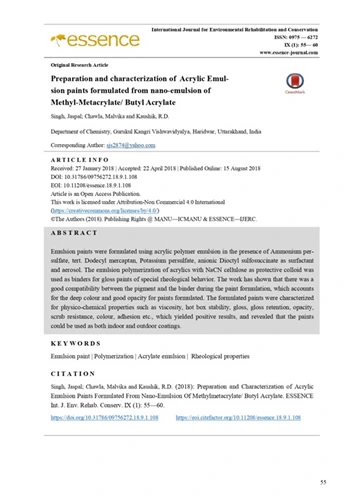 International Journal for Environmental Rehabilitation and Conservation
ISSN: 0975 — 6272
IX (1): 55— 60
www.essence-journal.com
essence
Original Research Article
Preparation and characterization of Acrylic Emul-
sion paints formulated from nano-emulsion of
Methyl-Metacrylate/ Butyl Acrylate
CrossMark
Singh, Jaspal; Chawla, Malvika and Kaushik, R.D.
Department of Chemistry, Gurukul Kangri Vishwavidyalya, Haridwar, Uttarakhand, India
Corresponding Author: sjs2874@yahoo.com
A R T I C L E I N F O
Received: 27 January 2018 | Accepted: 22 April 2018 | Published Online: 15 August 2018
DOI: 10.31786/09756272.18.9.1.108
EOI: 10.11208/essence.18.9.1.108
Article is an Open Access Publication.
This work is licensed under Attribution-Non Commercial 4.0 International
(https://creativecommons.org/licenses/by/4.0/)
©The Authors (2018). Publishing Rights @ MANU—ICMANU & ESSENCE—IJERC.
A B S T R A C T
Emulsion paints were formulated using acrylic polymer emulsion in the presence of Ammonium per-
sulfate, tert. Dodecyl mercaptan, Potassium persulfate, anionic Dioctyl sulfosuccinate as surfactant
and aerosol. The emulsion polymerization of acrylics with NaCN cellulose as protective colloid was
used as binders for gloss paints of special rheological behavior. The work has shown that there was a
good compatibility between the pigment and the binder during the paint formulation, which accounts
for the deep colour and good opacity for paints formulated. The formulated paints were characterized
for physico-chemical properties such as viscosity, hot box stability, gloss, gloss retention, opacity,
scrub resistance, colour, adhesion etc., which yielded positive results, and revealed that the paints
could be used as both indoor and outdoor coatings.
K E Y W O R D S
Emulsion paint | Polymerization | Acrylate emulsion | Rheological properties
C I T A T I O N
Singh, Jaspal; Chawla, Malvika and Kaushik, R.D. (2018): Preparation and Characterization of Acrylic
Emulsion Paints Formulated From Nano-Emulsion Of Methylmetacrylate/ Butyl Acrylate. ESSENCE
Int. J. Env. Rehab. Conserv. IX (1): 55—60.
https://doi.org/10.31786/09756272.18.9.1.108 https://eoi.citefactor.org/10.11208/essence.18.9.1.108
55